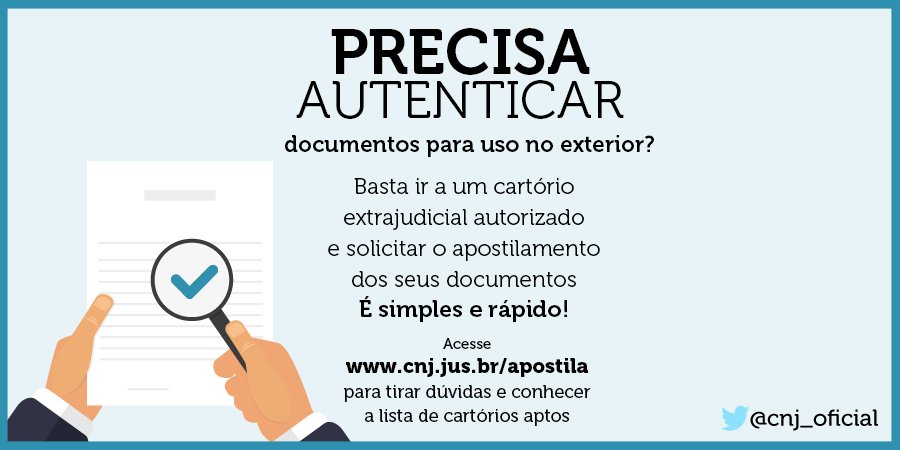 PRECISA
AUTENTICAR
documentos para uso no exterior?
Basta ir a um cartório
extrajudicial autorizado
e solicitar o apostilamento
dos seus documentos
É simples e rápido!
Acesse
www.cnj.jus.br/apostila
para tirar dúvidas e conhecer
a lista de cartórios aptos
@cnj_oficial